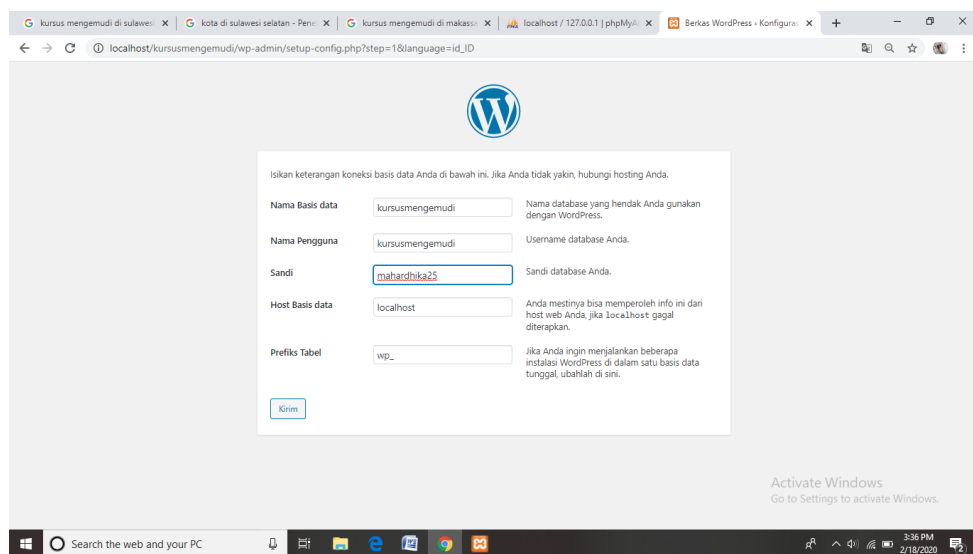 kursus mengemudi di sulawesi
kota di sulawesi selatan - Pene
kursus mengemudi di makassa
localhost / 127.0.0.1 | phpMyA
Berkas WordPress › Konfiguras
localhost/kursusmengemudi/wp-admin/setup-config.php?step=1&language=id_ID
Isikan keterangan koneksi basis data Anda di bawah ini. Jika Anda tidak yakin, hubungi hosting Anda.
Nama Basis data
kursusmengemudi
Nama database yang hendak Anda gunakan
dengan WordPress.
Nama Pengguna
kursusmengemudi
Username database Anda.
Sandi
mahardhika25
Sandi database Anda.
Host Basis data
localhost
Anda mestinya bisa memperoleh info ini dari
host web Anda, jika localhost gagal
diterapkan.
Prefiks Tabel
wp_
Jika Anda ingin menjalankan beberapa
instalasi WordPress di dalam satu basis data
tunggal, ubahlah di sini.
Kirim
Activate Windows
Go to Settings to activate Windows.
Search the web and your PC
3:36 PM
2/18/2020